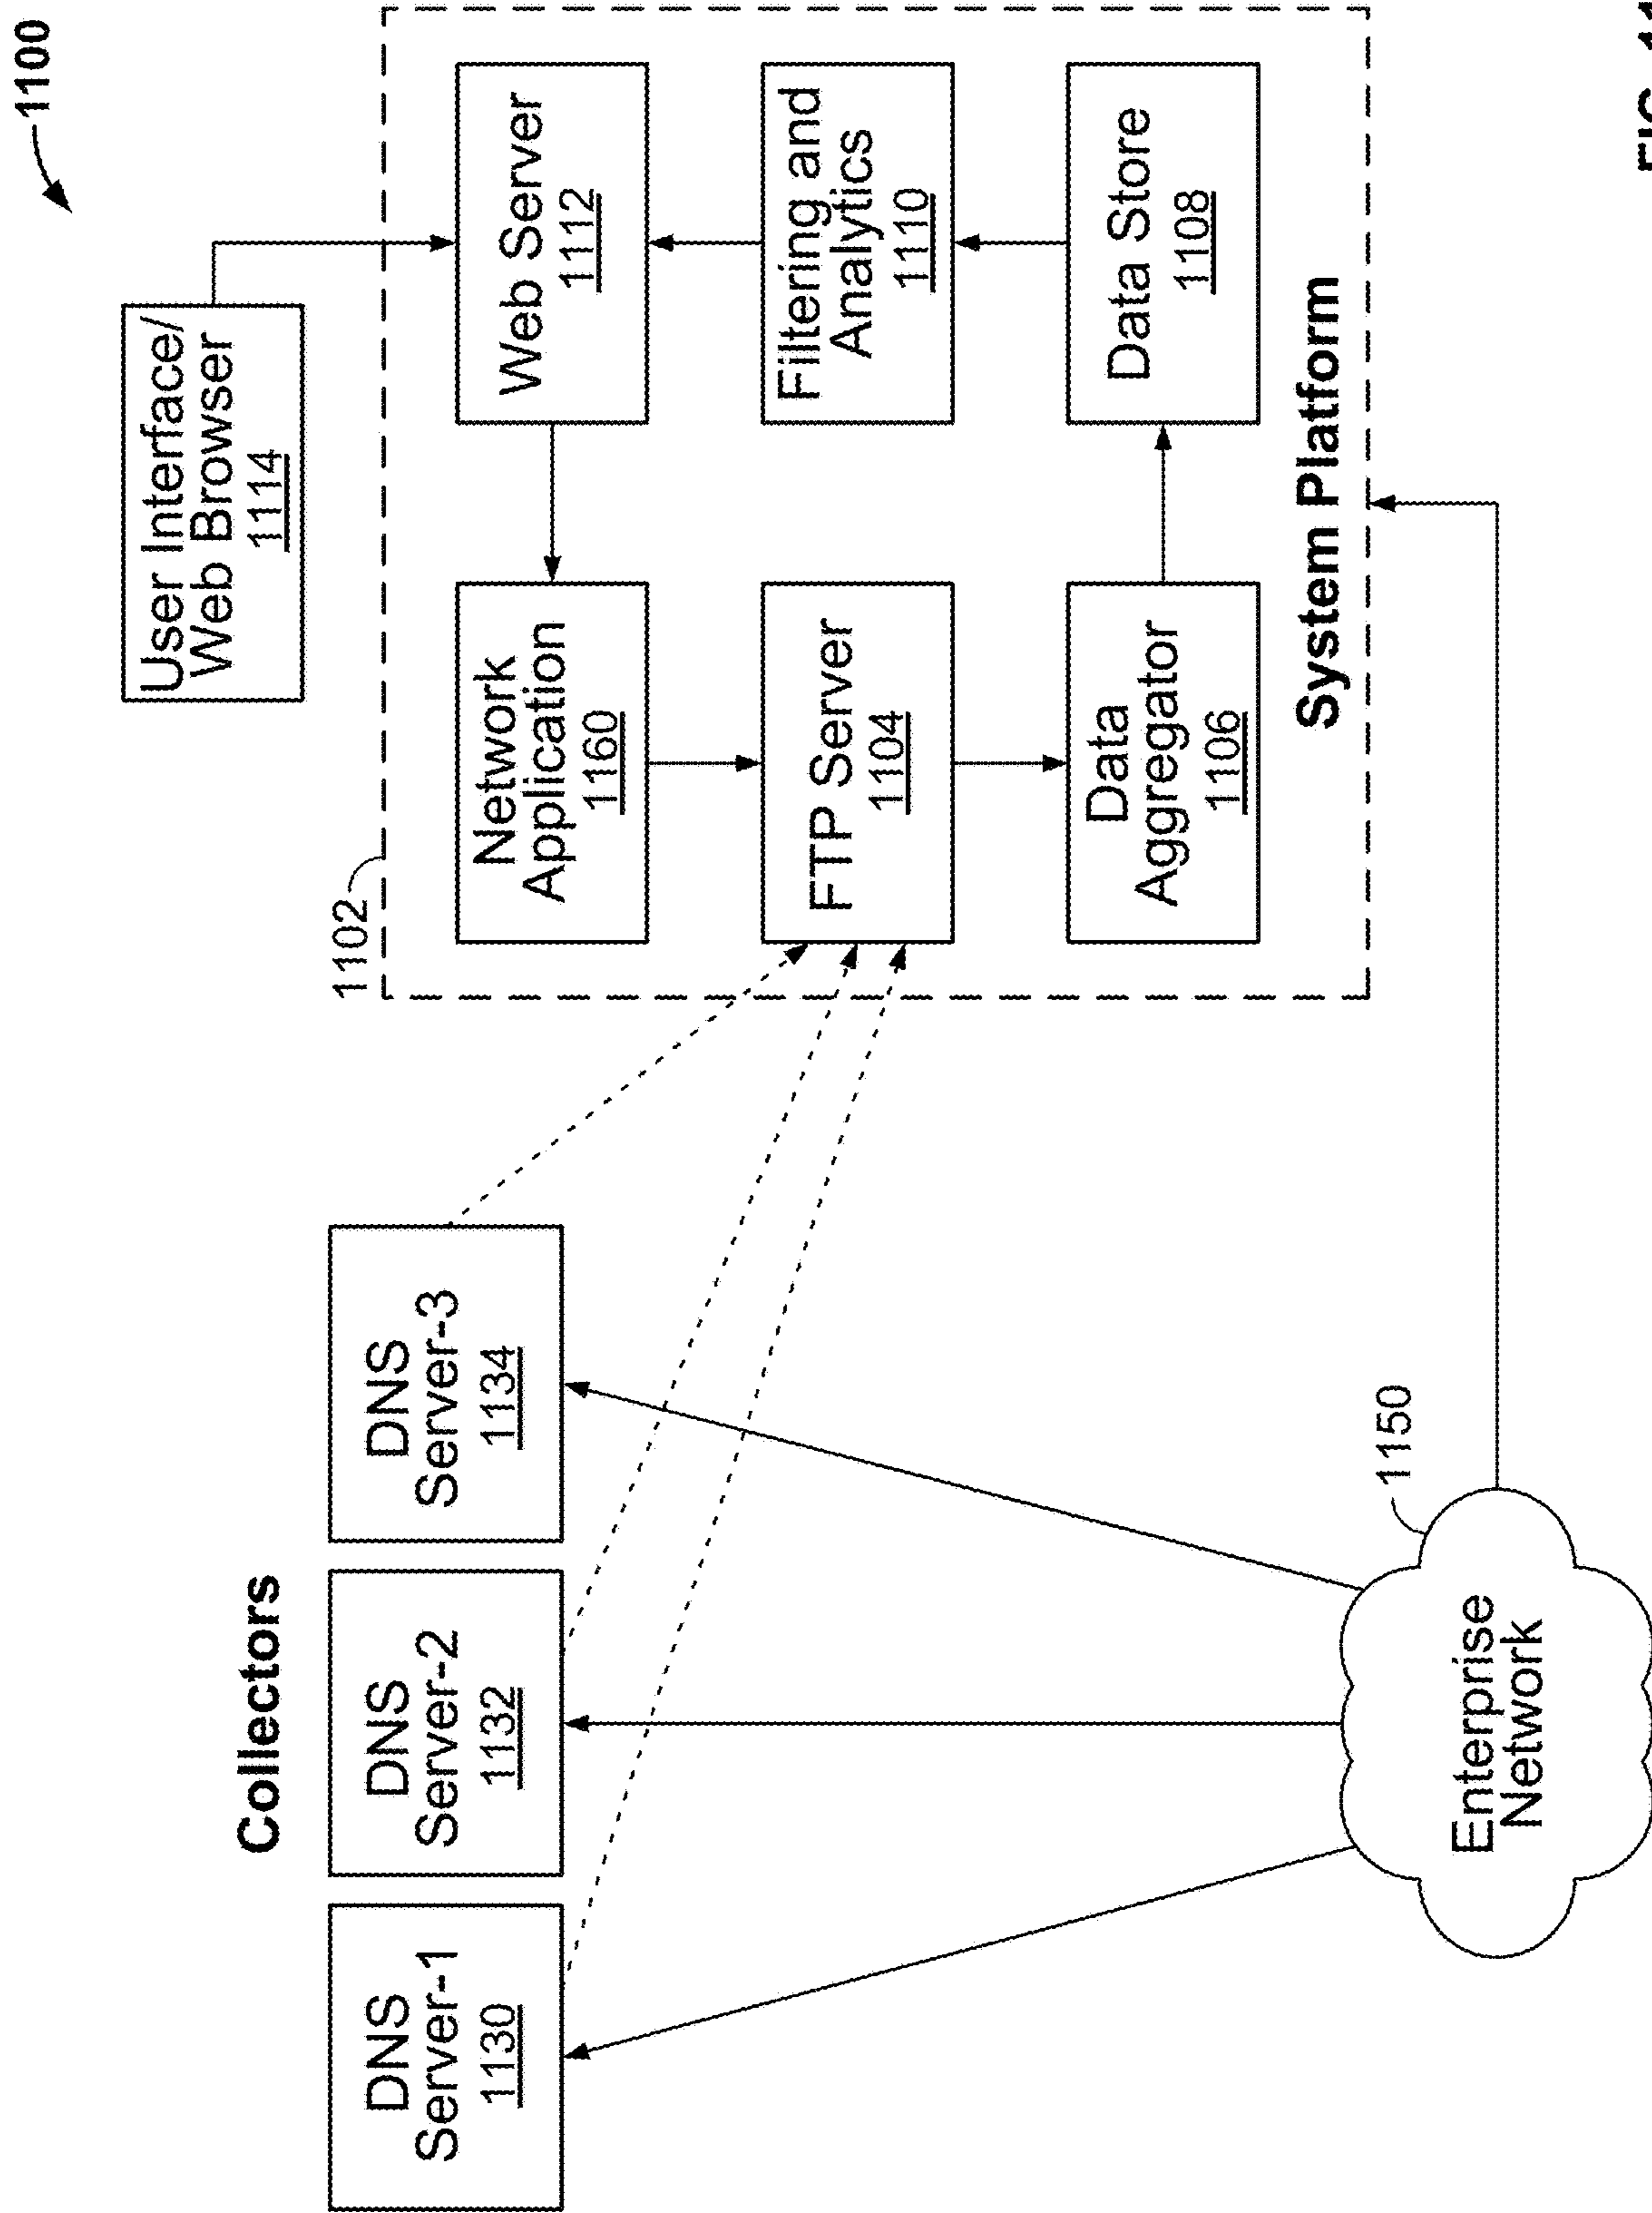 1100
User Interface/
Web Browser
1114
1102
Network
Application
1160
Web Server
1112
FTP Server
1104
Filtering and
Analytics
1110
Data
Aggregator
1106
Data Store
1108
System Platform
Collectors
DNS
Server-1
1130
DNS
Server-2
1132
DNS
Server-3
1134
1150
Enterprise
Network
FIG. 11